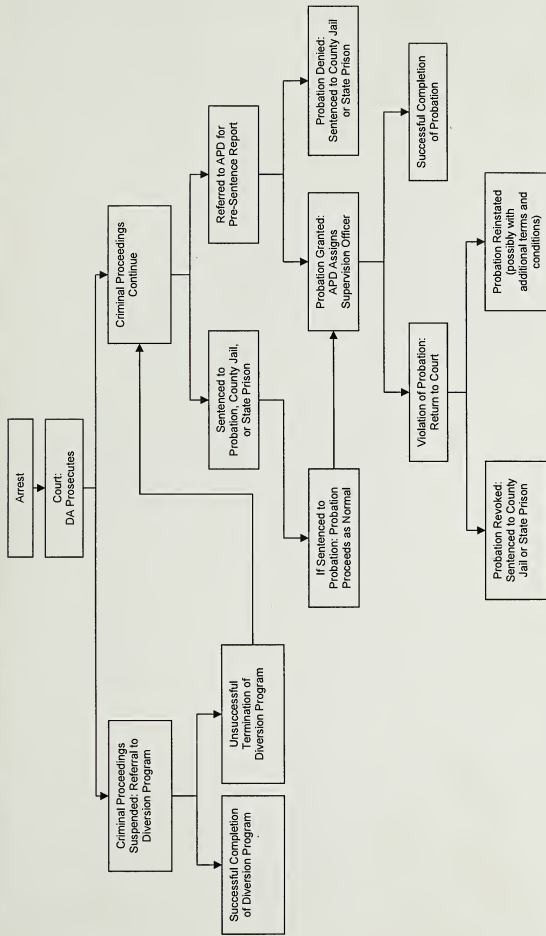 Arrest
Court:
DA Prosecutes
Criminal Proceedings
Suspended: Referral to
Diversion Program
Criminal Proceedings
Continue
Successful Completion
of Diversion Program
Unsuccessful
Termination of
Diversion Program
Sentenced to
Probation, County Jail,
or State Prison
Referred to APD for
Pre-Sentence Report
If Sentenced to
Probation: Probation
Proceeds as Normal
Probation Granted:
APD Assigns
Supervision Officer
Probation Denied:
Sentenced to County Jail
or State Prison
Violation of Probation:
Return to Court
Successful Completion
of Probation
Probation Revoked:
Sentenced to County
Jail or State Prison
Probation Reinstated
(possibly with
additional terms and
conditions)